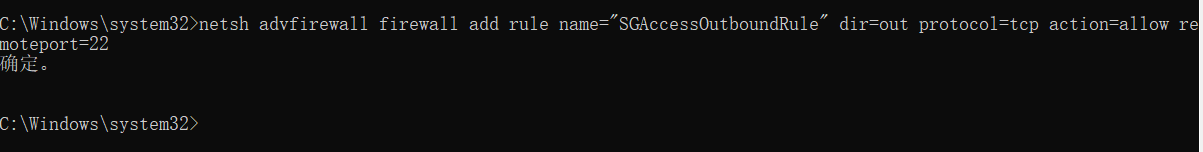 C:\Windows\system32>netsh advfirewall firewall add rule name="SGAccessOutboundRule" dir=out protocol=tcp action=allow re
moteport=22
确定。
C:\Windows\system32>